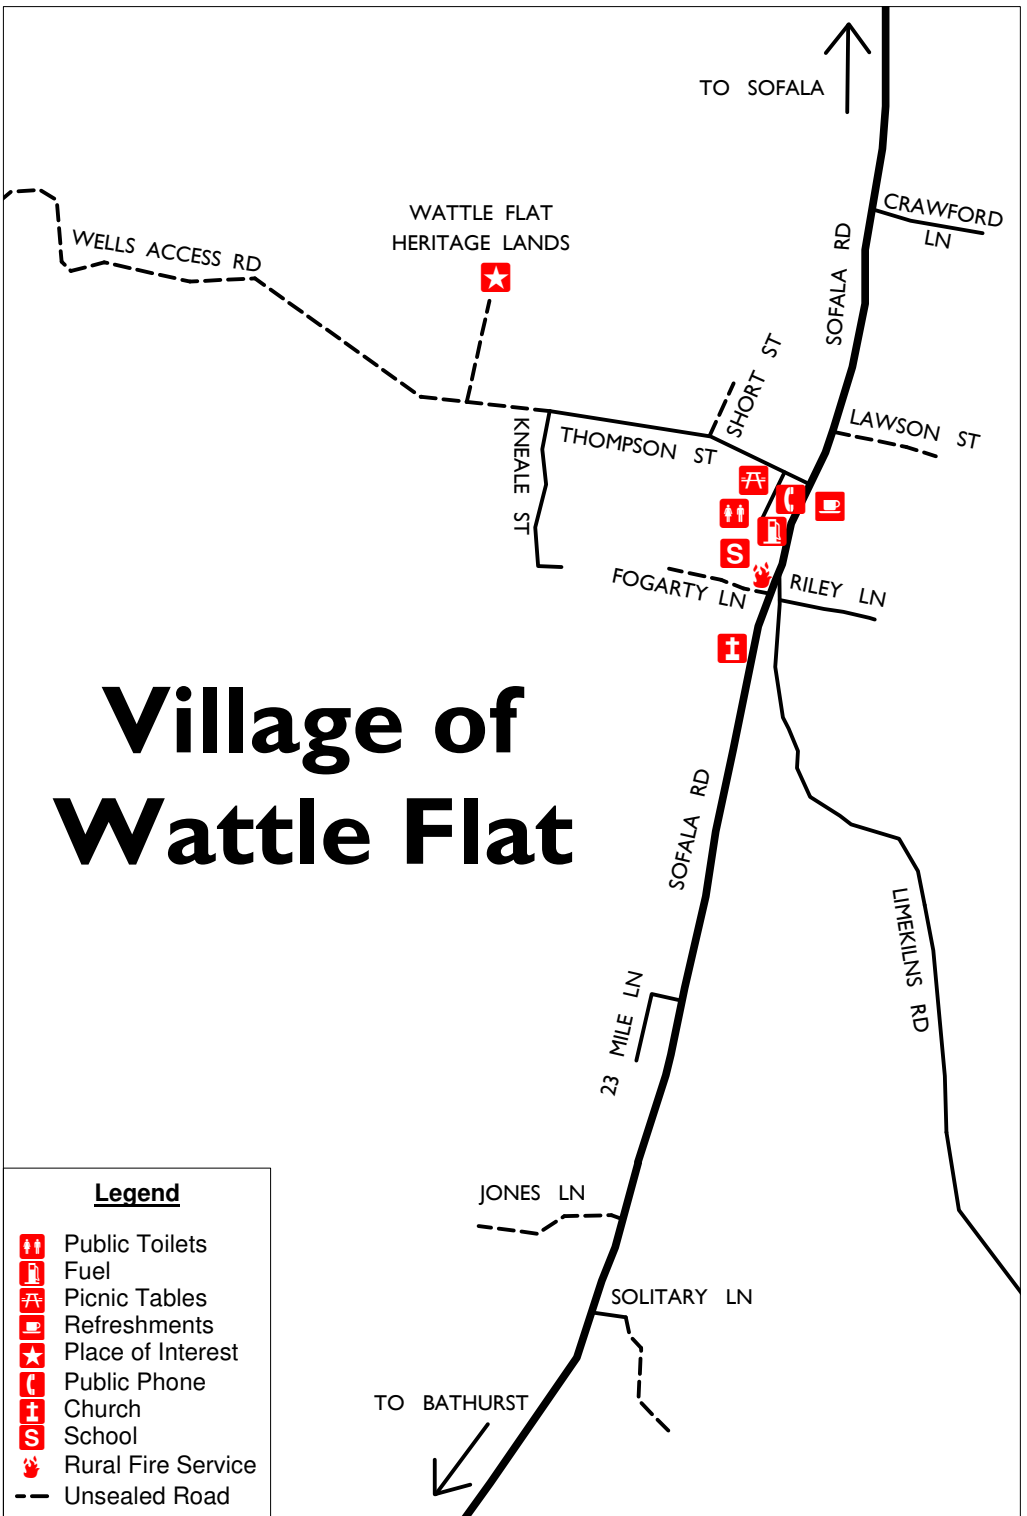 TO SOFALA
CRAWFORD
LN
WATTLE FLAT
HERITAGE LANDS
WELLS ACCESS RD
SOFALA RD
SHORT ST
LAWSON ST
THOMPSON ST
KNEALE ST
S
FOGARTY LN
RILEY LN
Village of
Wattle Flat
SOFALA RD
LIMEKILNS RD
23 MILE LN
JONES LN
SOLITARY LN
TO BATHURST
Legend
Public Toilets
Fuel
Picnic Tables
Refreshments
Place of Interest
Public Phone
Church
S School
Rural Fire Service
Unsealed Road